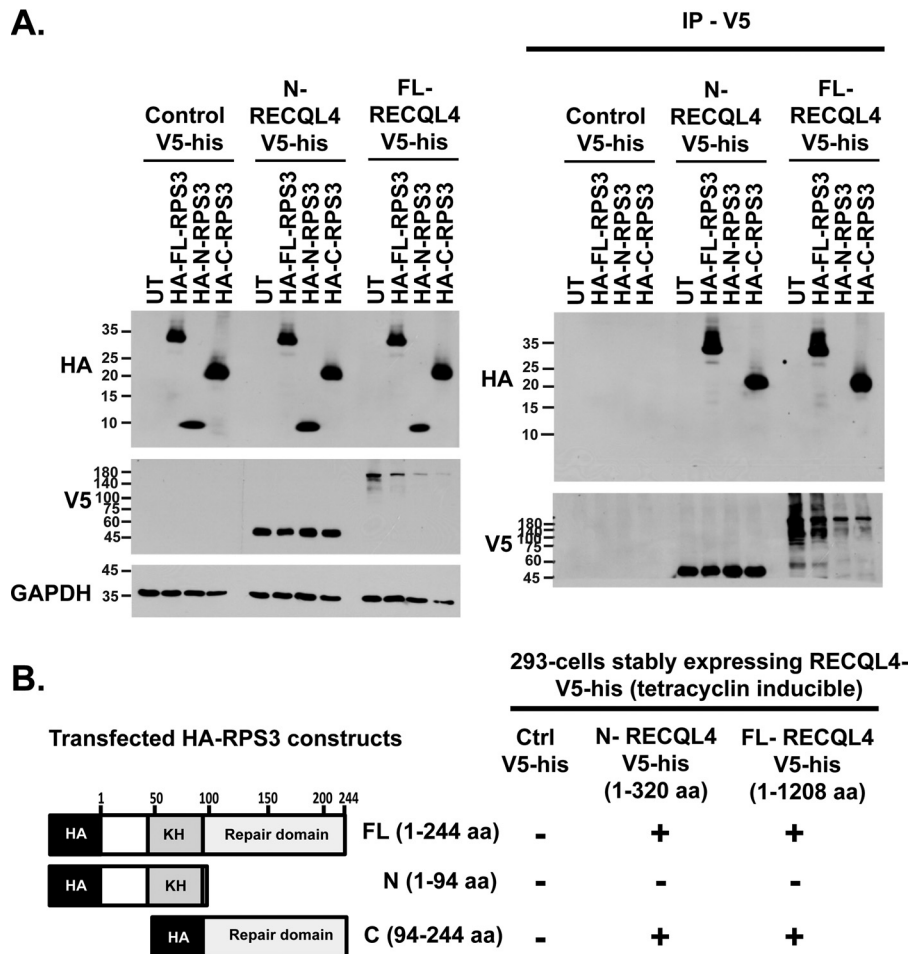 A.
IP - V5
Control
V5-his
N-
RECQL4
V5-his
FL-
RECQL4
V5-his
Control
V5-his
N-
RECQL4
V5-his
FL-
RECQL4
V5-his
UT
HA-FL-RPS3
HA-N-RPS3
HA-C-RPS3
UT
HA-FL-RPS3
HA-N-RPS3
HA-C-RPS3
UT
HA-FL-RPS3
HA-N-RPS3
HA-C-RPS3
UT
HA-FL-RPS3
HA-N-RPS3
HA-C-RPS3
UT
HA-FL-RPS3
HA-N-RPS3
HA-C-RPS3
UT
HA-FL-RPS3
HA-N-RPS3
HA-C-RPS3
HA
35
25
20
15
10
V5
180
140
100
75
60
45
GAPDH
45
35
HA
35
25
20
15
10
V5
180
180
100
75
60
45
B.
293-cells stably expressing RECQL4-
V5-his (tetracyclin inducible)
Transfected HA-RPS3 constructs
Ctrl
V5-his
N- RECQL4
V5-his
(1-320 aa)
FL- RECQL4
V5-his
(1-1208 aa)
1 50 100 150 200 244
HA KH Repair domain FL (1-244 aa) - + +
HA KH N (1-94 aa) - - -
HA Repair domain C (94-244 aa) - + +